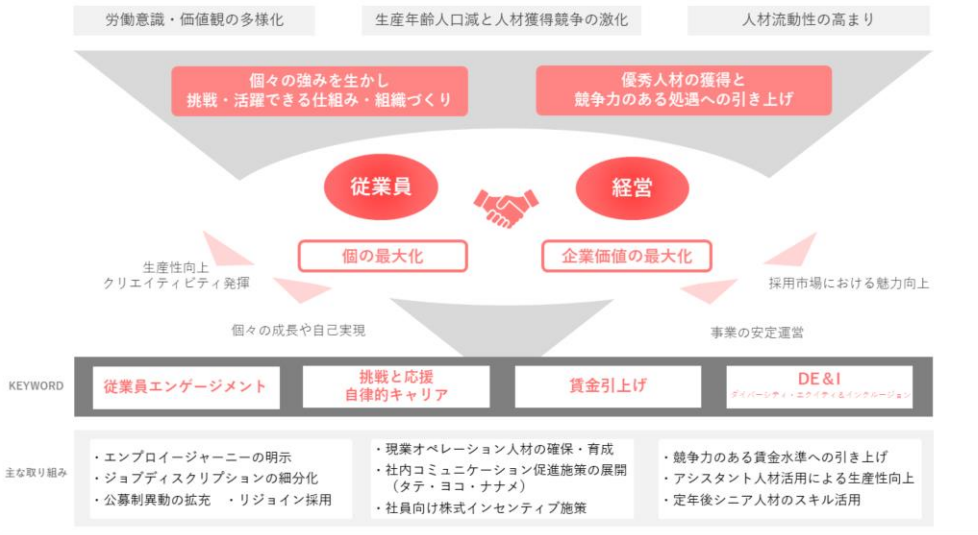 労働意識・価値観の多様化
生産年齢人口減と人材獲得競争の激化
人材流動性の高まり
個々の強みを生かし
挑戦・活躍できる仕組み・組織づくり
優秀人材の獲得と
競争力のある処遇への引き上げ
従業員
経営
個の最大化
企業価値の最大化
生産性向上
クリエイティビティ発揮
採用市場における魅力向上
個々の成長や自己実現
事業の安定運営
KEYWORD
従業員エンゲージメント
挑戦と応援
自律的キャリア
賃金引上げ
DE&I
ダイバーシティ・エクイティ&インクルージョン
主な取り組み
・エンプロイージャーニーの明示
・ジョブディスクリプションの細分化
・公募制異動の拡充 ・リジョイン採用
・現業オペレーション人材の確保・育成
・社内コミュニケーション促進施策の展開
（タテ・ヨコ・ナナメ）
・社員向け株式インセンティブ施策
・競争力のある賃金水準への引き上げ
・アシスタント人材活用による生産性向上
・定年後シニア人材のスキル活用